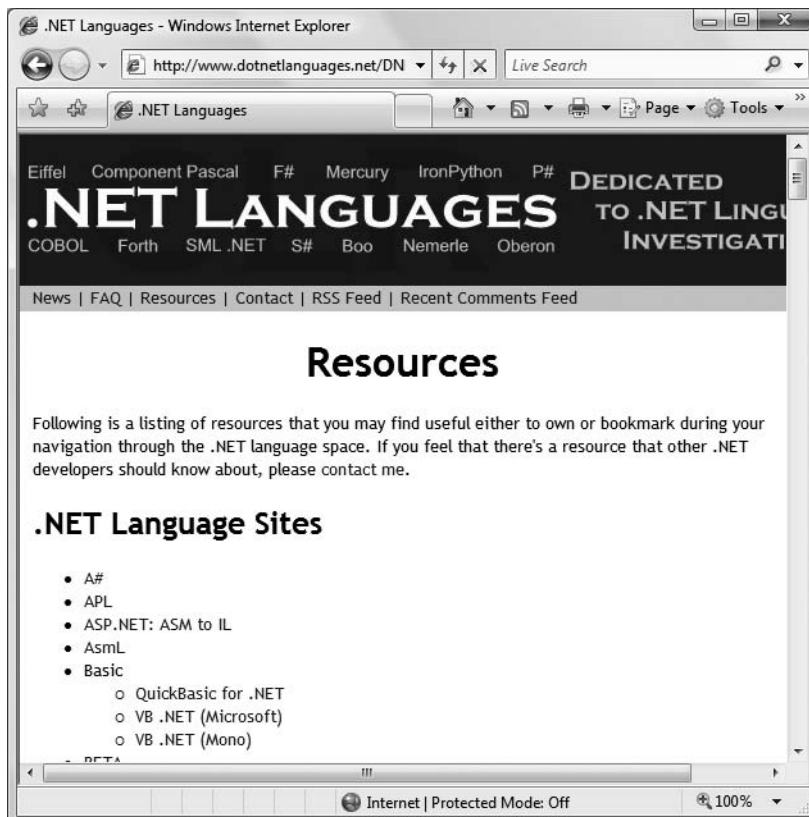 .NET Languages - Windows Internet Explorer
http://www.dotnetlanguages.net/DN
Live Search
.NET Languages
Page
Tools
Eiffel Component Pascal F# Mercury IronPython P#
.NET LANGUAGES
COBOL Forth SML .NET S# Boo Nemerle Oberon
DEDICATED
TO .NET LINGU
INVESTIGATI
News | FAQ | Resources | Contact | RSS Feed | Recent Comments Feed
Resources
Following is a listing of resources that you may find useful either to own or bookmark during your
navigation through the .NET language space. If you feel that there's a resource that other .NET
developers should know about, please contact me.
.NET Language Sites
A#
APL
ASP.NET: ASM to IL
AsmL
Basic
QuickBasic for .NET
VB .NET (Microsoft)
VB .NET (Mono)
BETA
Internet | Protected Mode: Off
100%